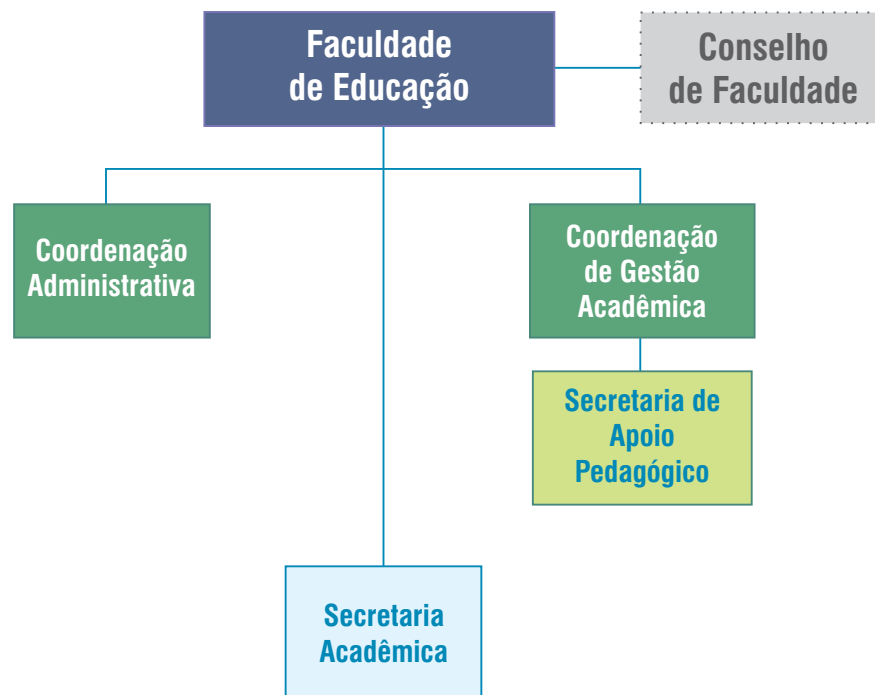 Faculdade
de Educação
Conselho
de Faculdade
Coordenação
Administrativa
Coordenação
de Gestão
Acadêmica
Secretaria de
Apoio
Pedagógico
Secretaria
Acadêmica